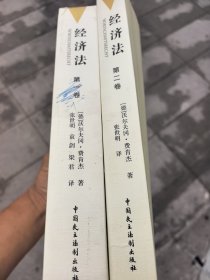 经济法
第 卷
[德]沃尔夫冈·费肯杰 著
张世明 袁剑 梁君 译
中国民主法制出版社
经济法
第二卷
[德]沃尔夫冈·费肯杰 著
张世明 译
中国民主法制出版社